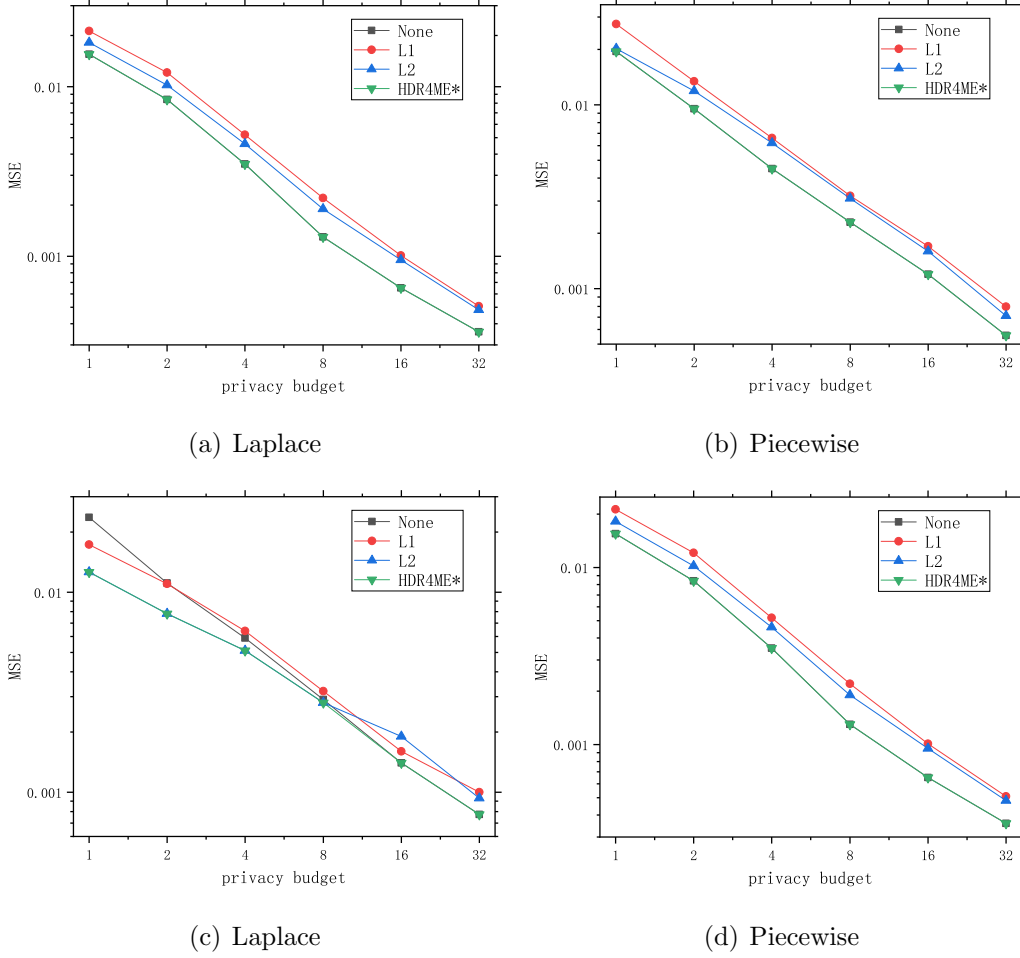 None
L1
L2
HDR4ME*
0.01
0.001
MSE
1 2 4 8 16 32
privacy budget
(a) Laplace
None
L1
L2
HDR4ME*
0.01
0.001
MSE
1 2 4 8 16 32
privacy budget
(b) Piecewise
None
L1
L2
HDR4ME*
0.01
0.001
MSE
1 2 4 8 16 32
privacy budget
(c) Laplace
None
L1
L2
HDR4ME*
0.01
0.001
MSE
1 2 4 8 16 32
privacy budget
(d) Piecewise